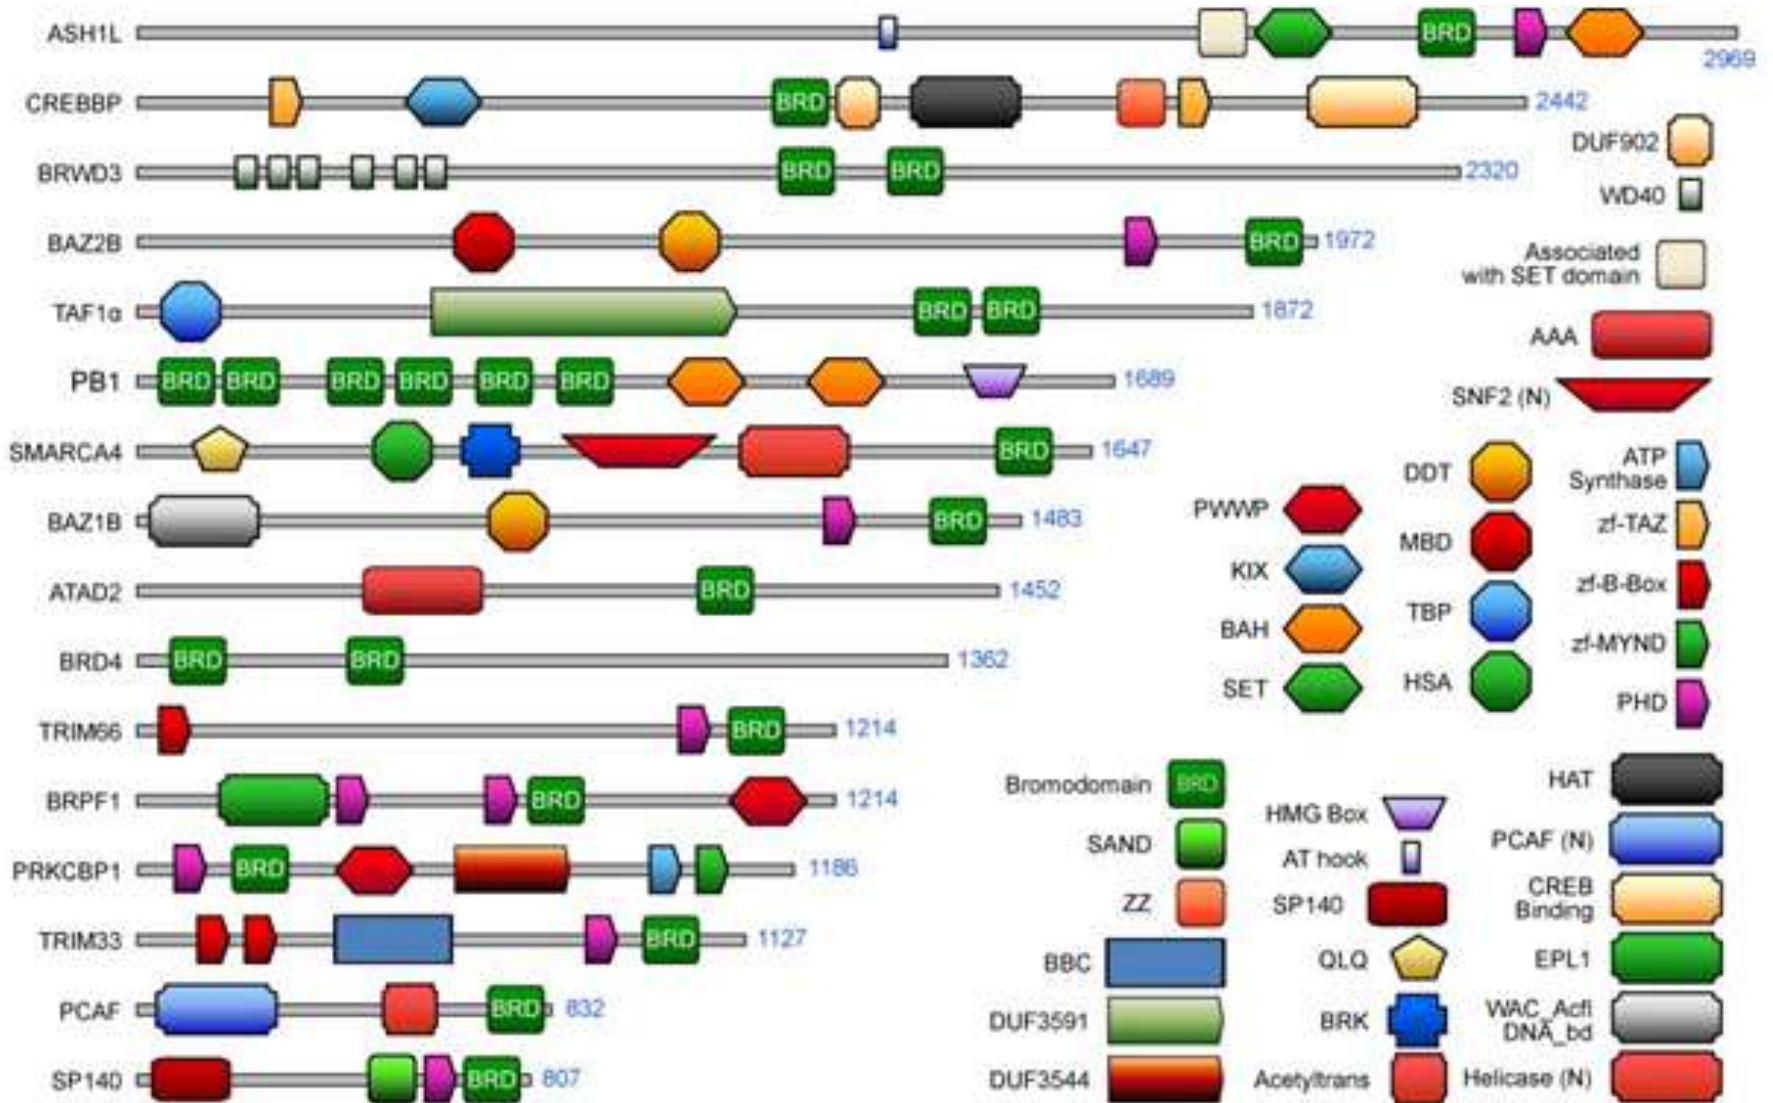 ASH1L BRD 2969
CREBBP BRD 2442
BRWD3 BRD BRD 2320
BAZ2B BRD 1972
TAF1α BRD BRD 1872
PB1 BRD BRD BRD BRD BRD BRD 1689
SMARCA4 BRD 1647
BAZ1B BRD 1483
ATAD2 BRD 1452
BRD4 BRD BRD 1362
TRIM66 BRD 1214
BRPF1 BRD 1214
PRKCBP1 BRD 1186
TRIM33 BRD 1127
PCAF BRD 832
SP140 BRD 807
DUF902
WD40
Associated
with SET domain
AAA
SNF2 (N)
PWWP
KIX
BAH
SET
DDT
MBD
TBP
HSA
ATP
Synthase
zf-TAZ
zf-B-Box
zf-MYND
PHD
Bromodomain BRD
SAND
ZZ
BBC
DUF3591
DUF3544
HMG Box
AT hook
SP140
QLQ
BRK
Acetyltrans
HAT
PCAF (N)
CREB
Binding
EPL1
WAC_Acfl
DNA_bd
Helicase (N)